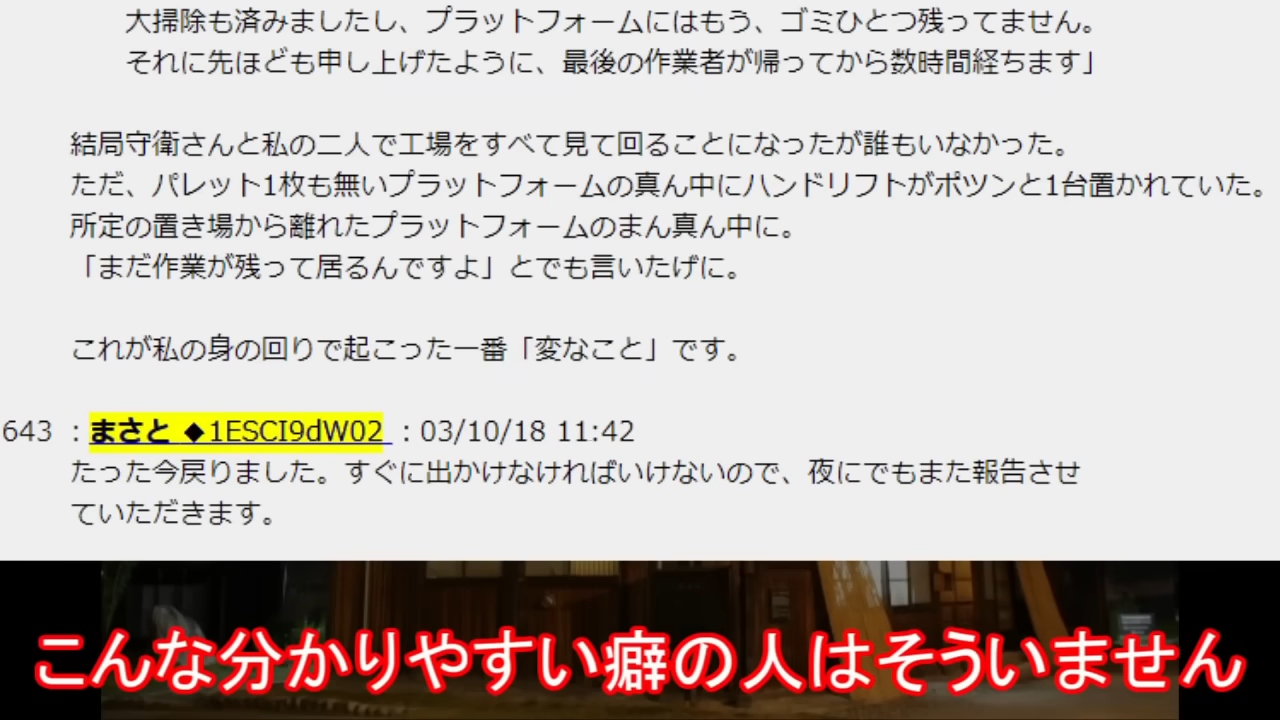 大掃除も済みましたし、プラットフォームにはもう、ゴミひとつ残ってません。
それに先ほども申し上げたように、最後の作業者が帰ってから数時間経ちます」
結局守衛さんと私の二人で工場をすべて見て回ることになったが誰もいなかった。
ただ、パレット1枚も無いプラットフォームの真ん中にハンドリフトがポツンと1台置かれていた。
所定の置き場から離れたプラットフォームのまん真ん中に。
「まだ作業が残って居るんですよ」とでも言いたげに。
これが私の身の回りで起こった一番「変なこと」です。
643 ：まさと ◆1ESCI9dW02 ：03/10/18 11:42
たった今戻りました。すぐに出かけなければいけないので、夜にでもまた報告させ
ていただきます。
こんな分かりやすい癖の人はそういません